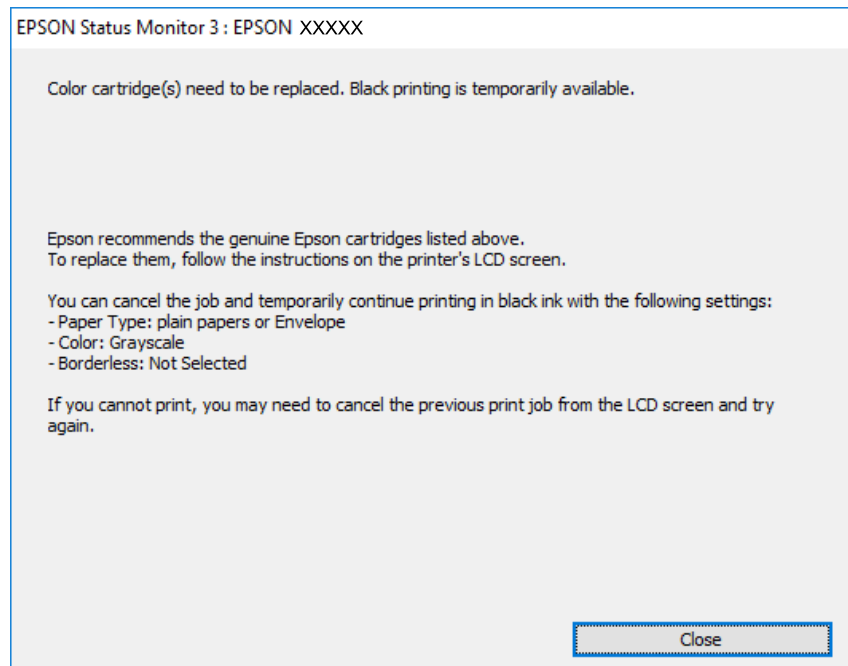 EPSON Status Monitor 3 : EPSON XXXXX
Color cartridge(s) need to be replaced. Black printing is temporarily available.
Epson recommends the genuine Epson cartridges listed above.
To replace them, follow the instructions on the printer's LCD screen.
You can cancel the job and temporarily continue printing in black ink with the following settings:
- Paper Type: plain papers or Envelope
- Color: Grayscale
- Borderless: Not Selected
If you cannot print, you may need to cancel the previous print job from the LCD screen and try
again.
Close